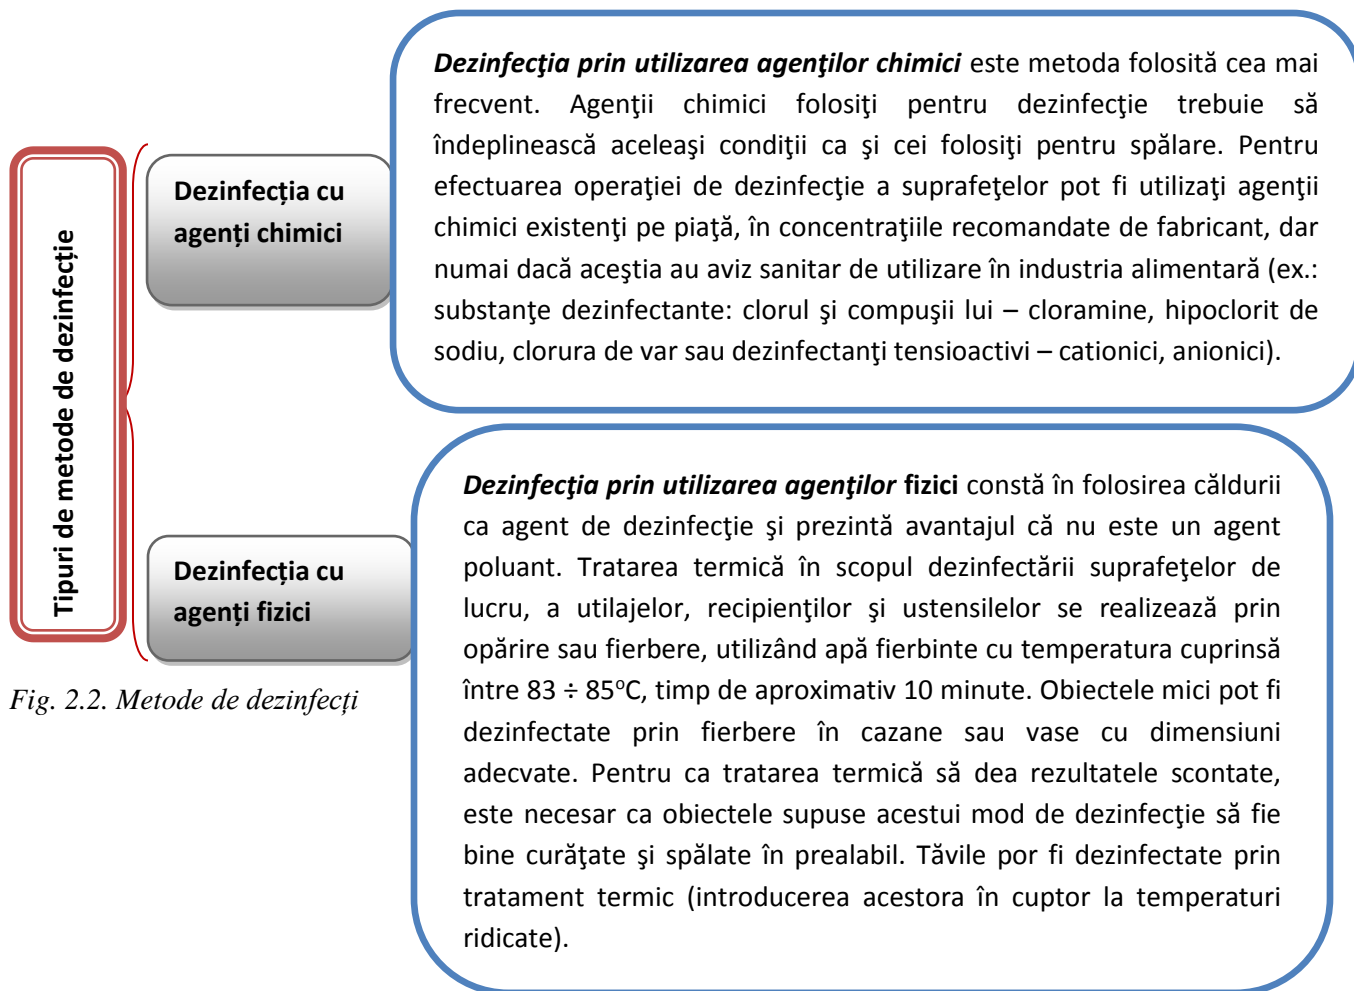 Tipuri de metode de dezinfecție
Dezinfecția cu
agenți chimici
Dezinfecţia prin utilizarea agenţilor chimici este metoda folosită cea mai
frecvent. Agenţii chimici folosiţi pentru dezinfecţie trebuie să
îndeplinească aceleaşi condiţii ca şi cei folosiţi pentru spălare. Pentru
efectuarea operaţiei de dezinfecţie a suprafeţelor pot fi utilizaţi agenţii
chimici existenţi pe piaţă, în concentraţiile recomandate de fabricant, dar
numai dacă aceştia au aviz sanitar de utilizare în industria alimentară (ex.:
substanţe dezinfectante: clorul şi compuşii lui – cloramine, hipoclorit de
sodiu, clorura de var sau dezinfectanţi tensioactivi – cationici, anionici).
Dezinfecția cu
agenți fizici
Dezinfecţia prin utilizarea agenţilor fizici constă în folosirea căldurii
ca agent de dezinfecţie şi prezintă avantajul că nu este un agent
poluant. Tratarea termică în scopul dezinfectării suprafeţelor de
lucru, a utilajelor, recipienţilor şi ustensilelor se realizează prin
opărire sau fierbere, utilizând apă fierbinte cu temperatura cuprinsă
între 83 ÷ 85°C, timp de aproximativ 10 minute. Obiectele mici pot fi
dezinfectate prin fierbere în cazane sau vase cu dimensiuni
adecvate. Pentru ca tratarea termică să dea rezultatele scontate,
este necesar ca obiectele supuse acestui mod de dezinfecţie să fie
bine curăţate şi spălate în prealabil. Tăvile por fi dezinfectate prin
tratament termic (introducerea acestora în cuptor la temperaturi
ridicate).
Fig. 2.2. Metode de dezinfecți